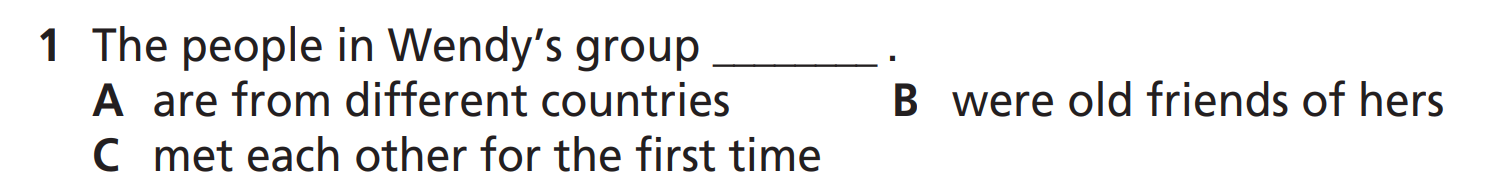 1 The people in Wendy’s group ________ .
A are from different countries B were old friends of hers
C met each other for the first time